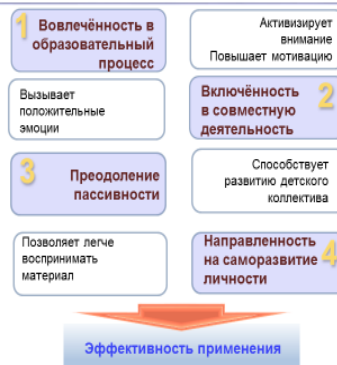 1 Вовлечённость в
образовательный
процесс
Активизирует
внимание
Повышает мотивацию
Вызывает
положительные
эмоции
Включённость 2
в совместную
деятельность
3 Преодоление
пассивности
Способствует
развитию детского
коллектива
Позволяет легче
воспринимать
материал
Направленность 4
на саморазвитие
личности
Эффективность применения